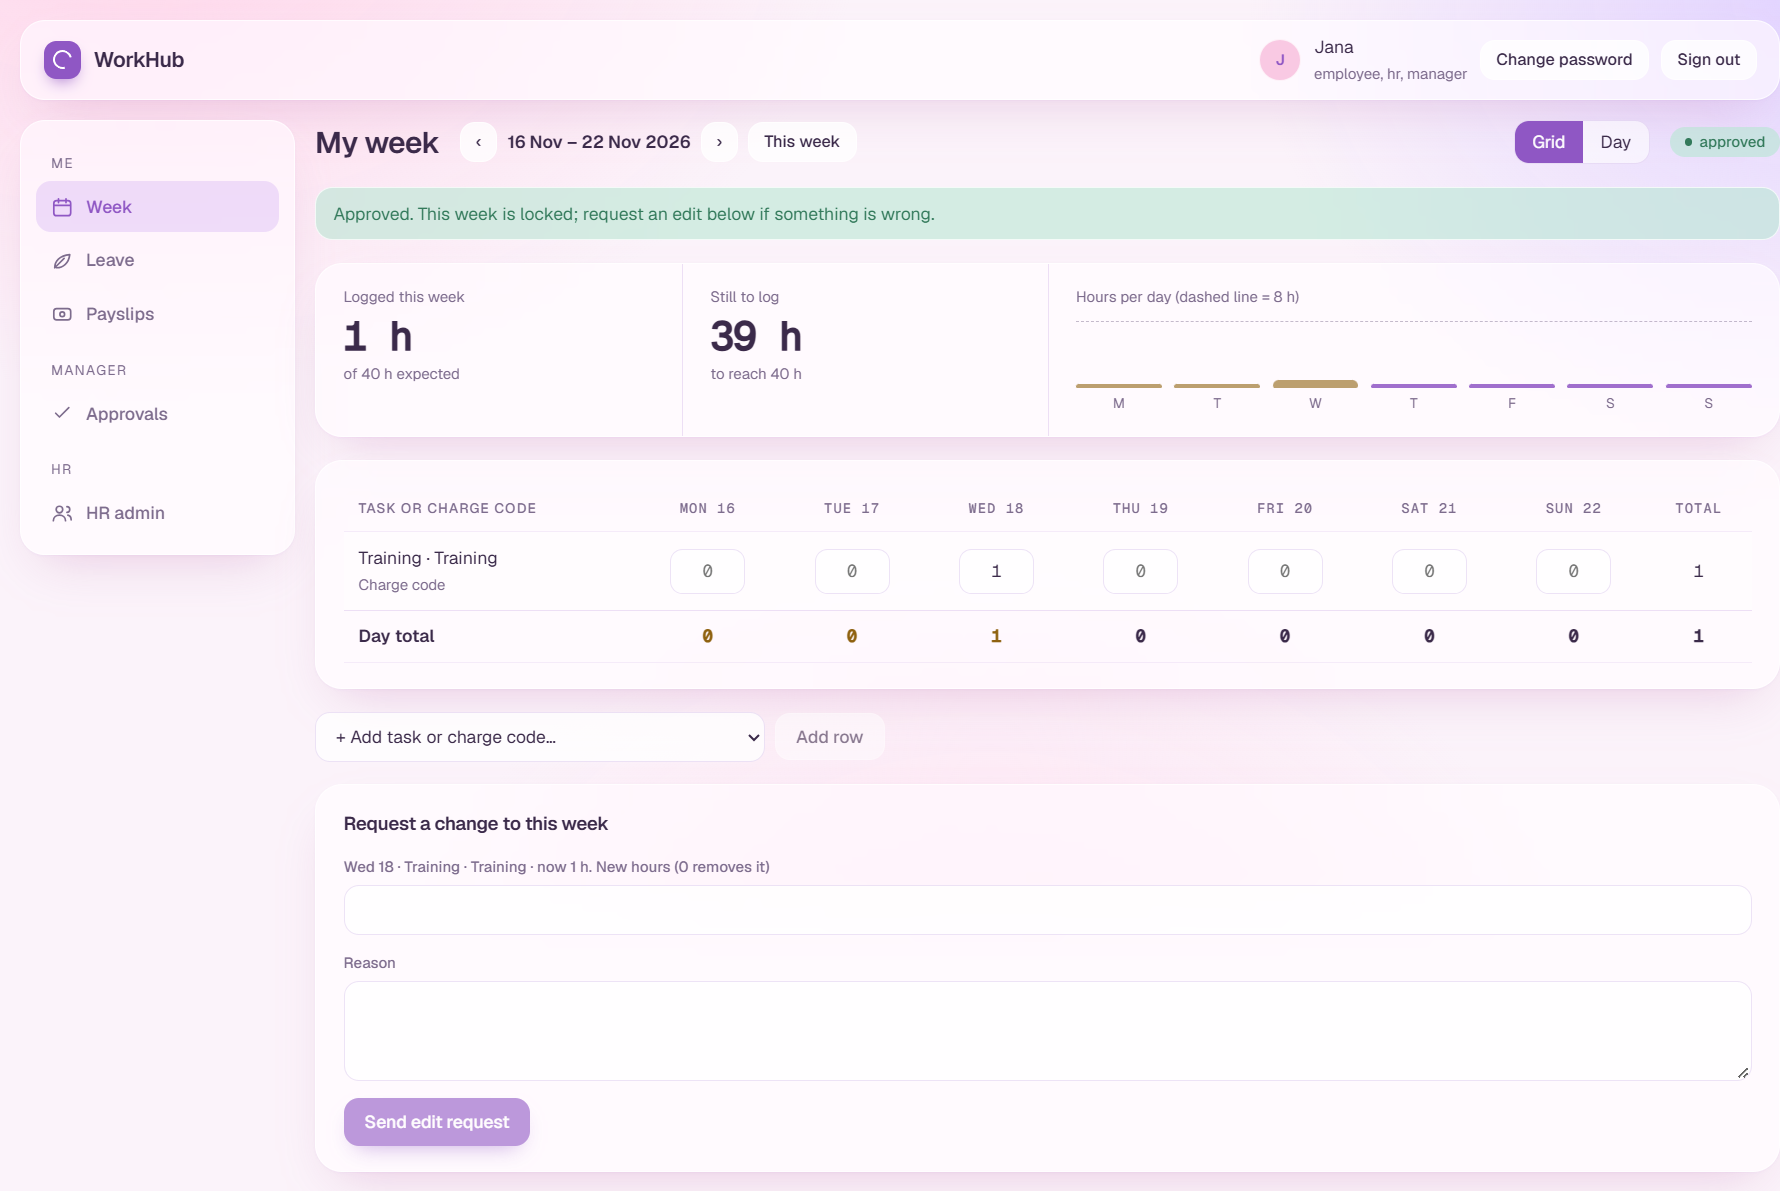 WorkHub
J
Jana
employee, hr, manager
Change password
Sign out
ME
Week
Leave
Payslips
MANAGER
Approvals
HR
HR admin
My week
‹
16 Nov – 22 Nov 2026
›
This week
Grid
Day
approved
Approved. This week is locked; request an edit below if something is wrong.
Logged this week
1 h
of 40 h expected
Still to log
39 h
to reach 40 h
Hours per day (dashed line = 8 h)
M T W T F S S
TASK OR CHARGE CODE MON 16 TUE 17 WED 18 THU 19 FRI 20 SAT 21 SUN 22 TOTAL
Training · Training
Charge code
0 0 1 0 0 0 0 1
Day total 0 0 1 0 0 0 0 1
+ Add task or charge code...
Add row
Request a change to this week
Wed 18 · Training · Training · now 1 h. New hours (0 removes it)
Reason
Send edit request